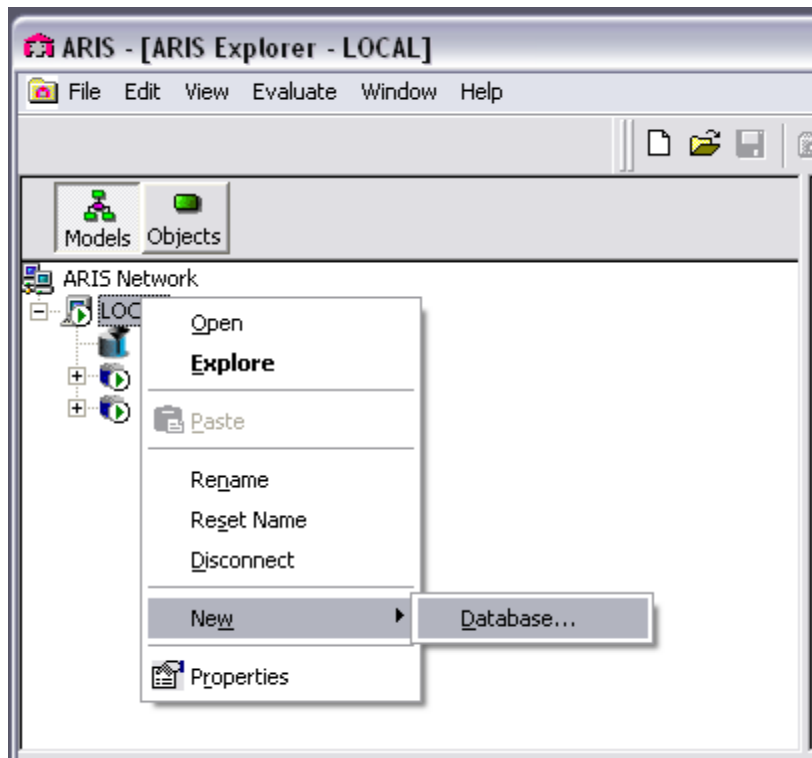 ARIS - [ARIS Explorer - LOCAL]
File Edit View Evaluate Window Help
Models Objects
ARIS Network
LOC
Open
Explore
Paste
Rename
Reset Name
Disconnect
New Database...
Properties